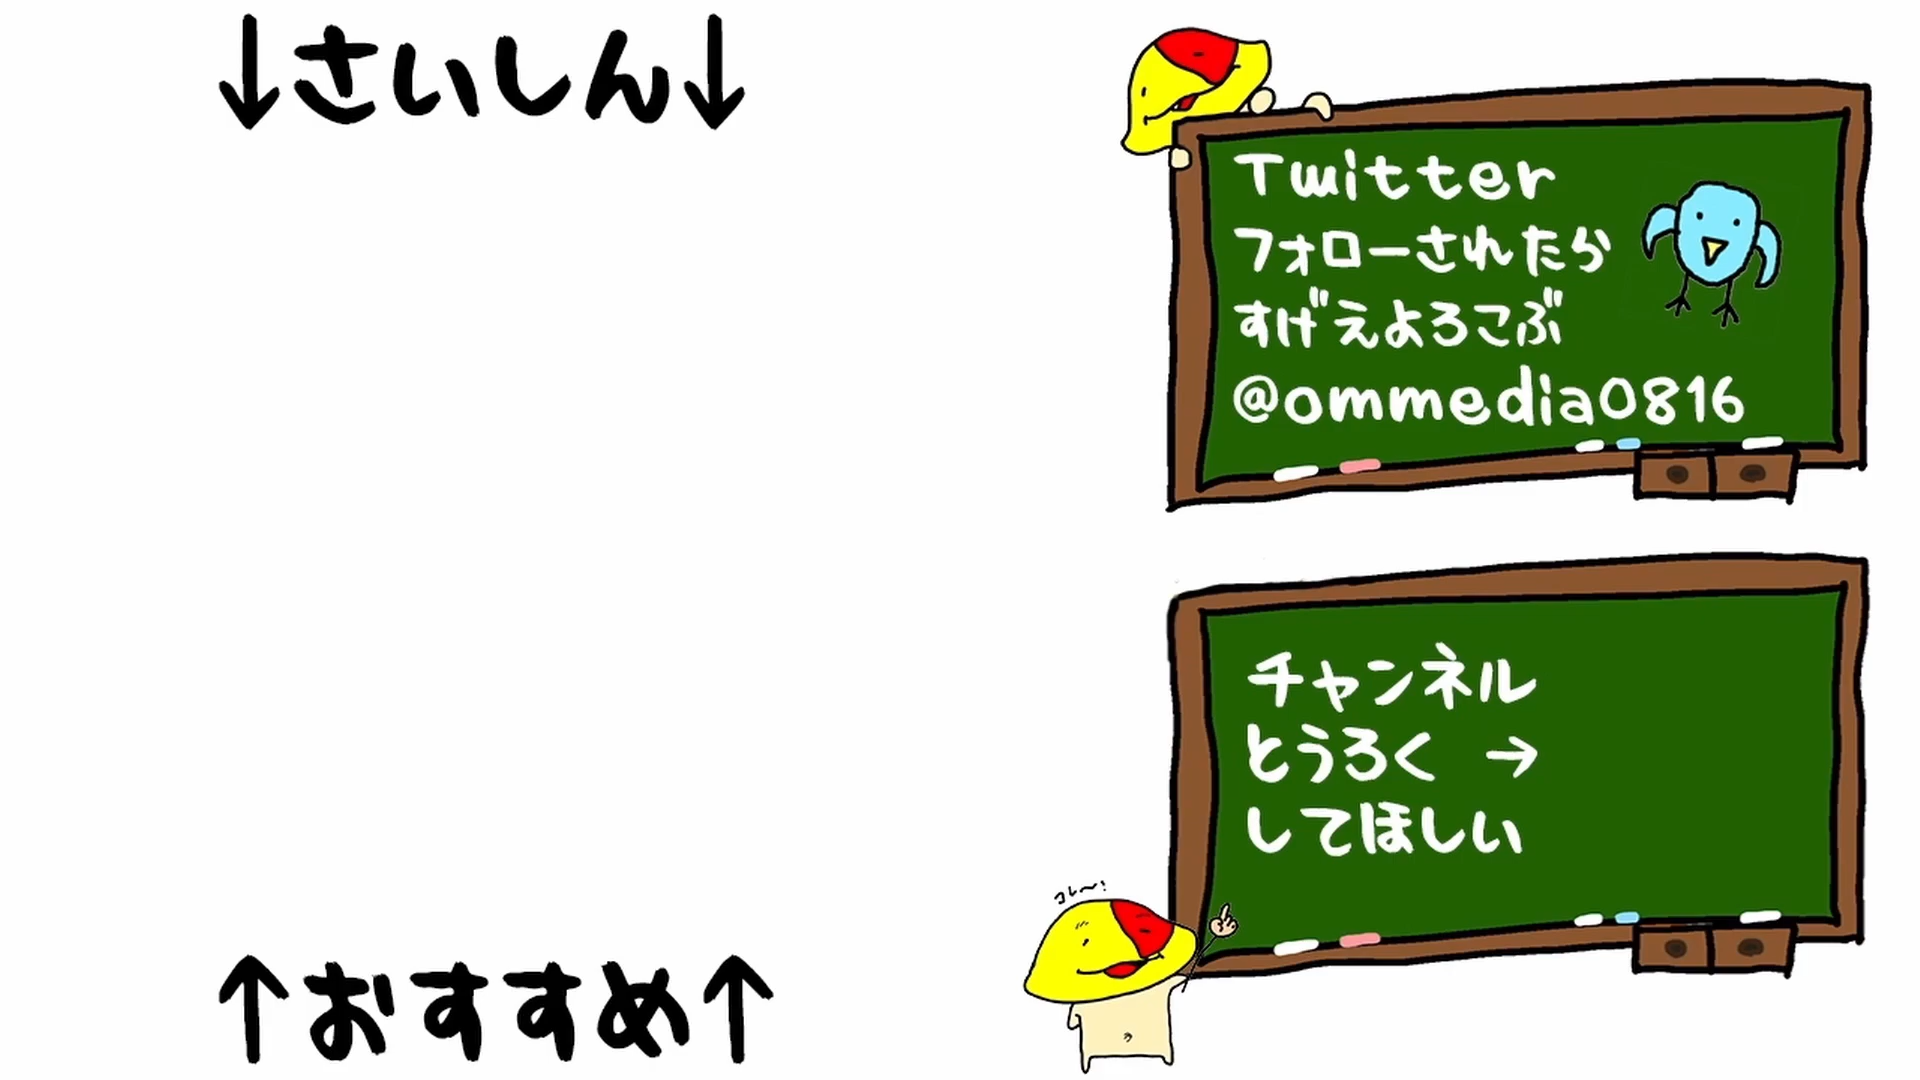 ↓さいしん↓
Twitter
フォローされたら
すげえよろこぶ
@ommedia0816
チャンネル
とうろく →
してほしい
コレ〜!
↑おすすめ↑